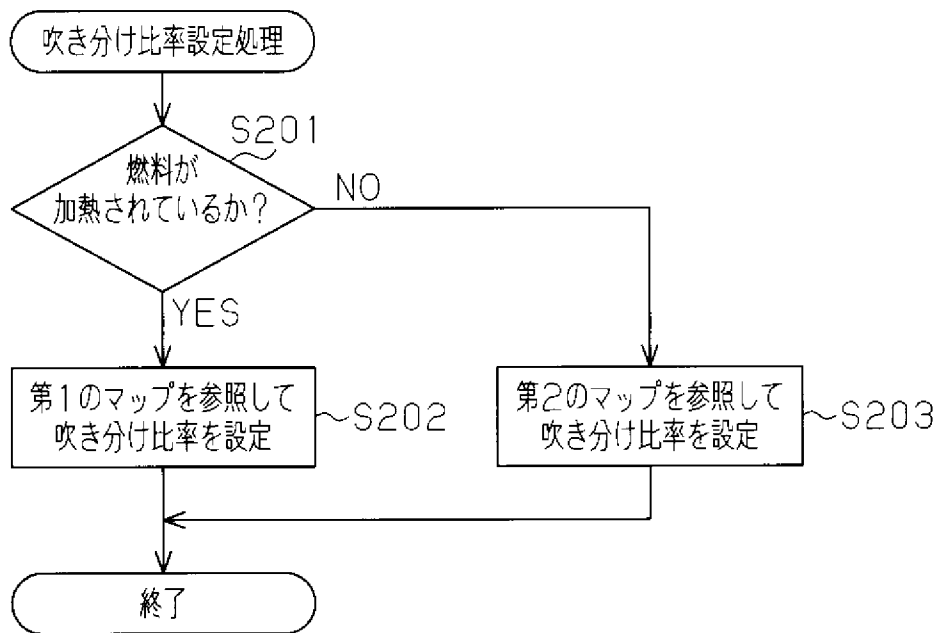 吹き分け比率設定処理
S201
燃料が
加熱されているか？
NO
YES
第1のマップを参照して
吹き分け比率を設定
S202
第2のマップを参照して
吹き分け比率を設定
S203
終了